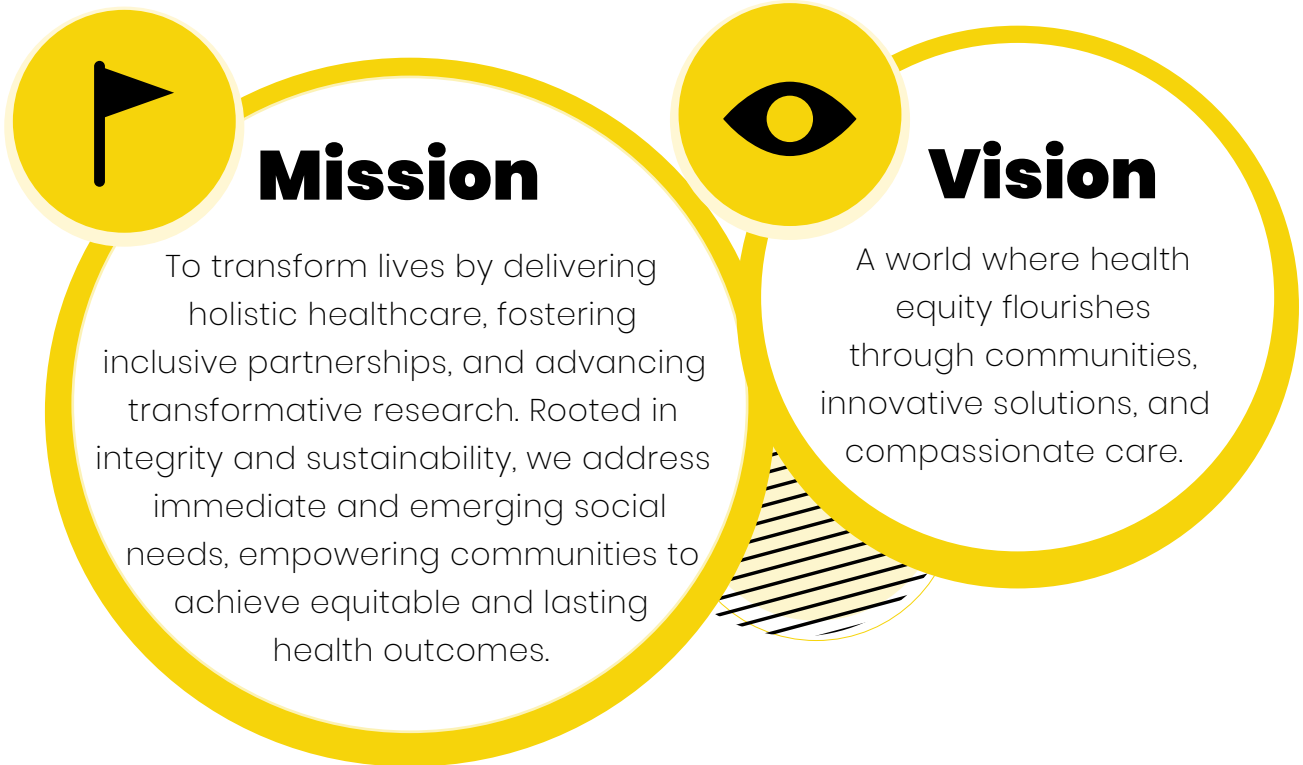 Mission
To transform lives by delivering
holistic healthcare, fostering
inclusive partnerships, and advancing
transformative research. Rooted in
integrity and sustainability, we address
immediate and emerging social
needs, empowering communities to
achieve equitable and lasting
health outcomes.
Vision
A world where health
equity flourishes
through communities,
innovative solutions, and
compassionate care.